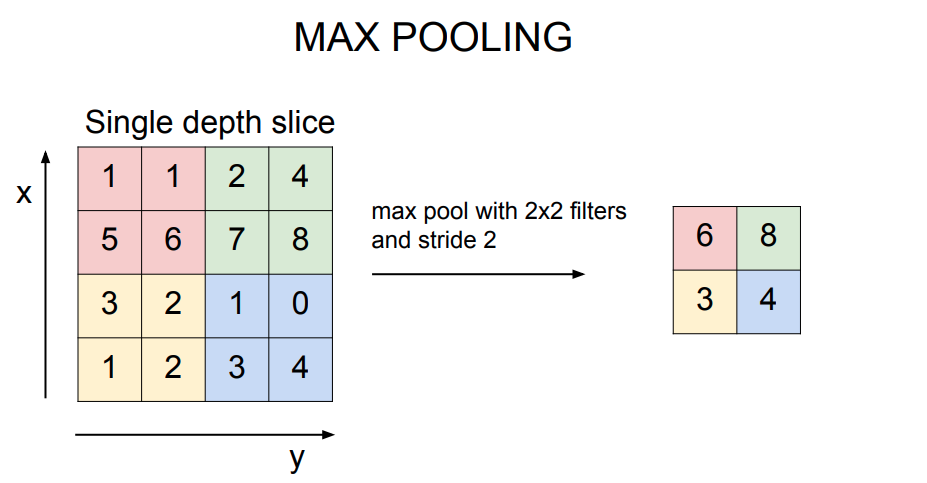 MAX POOLING
Single depth slice
x
1 1 2 4
5 6 7 8
3 2 1 0
1 2 3 4
y
max pool with 2x2 filters
and stride 2
6 8
3 4